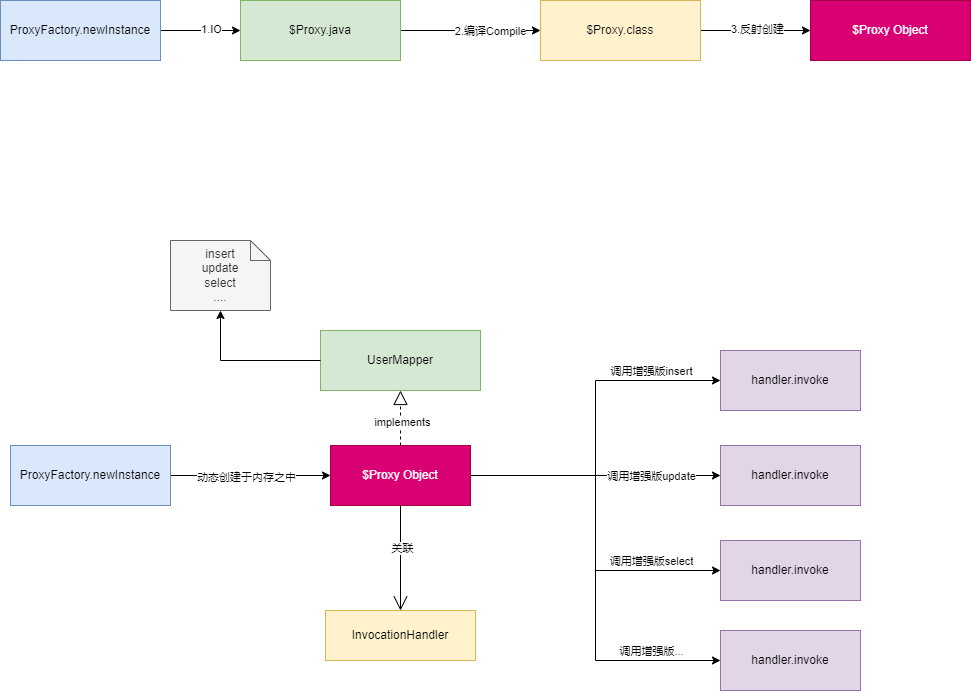 ProxyFactory.newInstance
1.IO
$Proxy.java
2.编译Compile
$Proxy.class
3.反射创建
$Proxy Object
insert
update
select
....
UserMapper
implements
ProxyFactory.newInstance
动态创建于内存之中
$Proxy Object
关联
InvocationHandler
调用增强版insert
handler.invoke
调用增强版update
handler.invoke
调用增强版select
handler.invoke
调用增强版...
handler.invoke